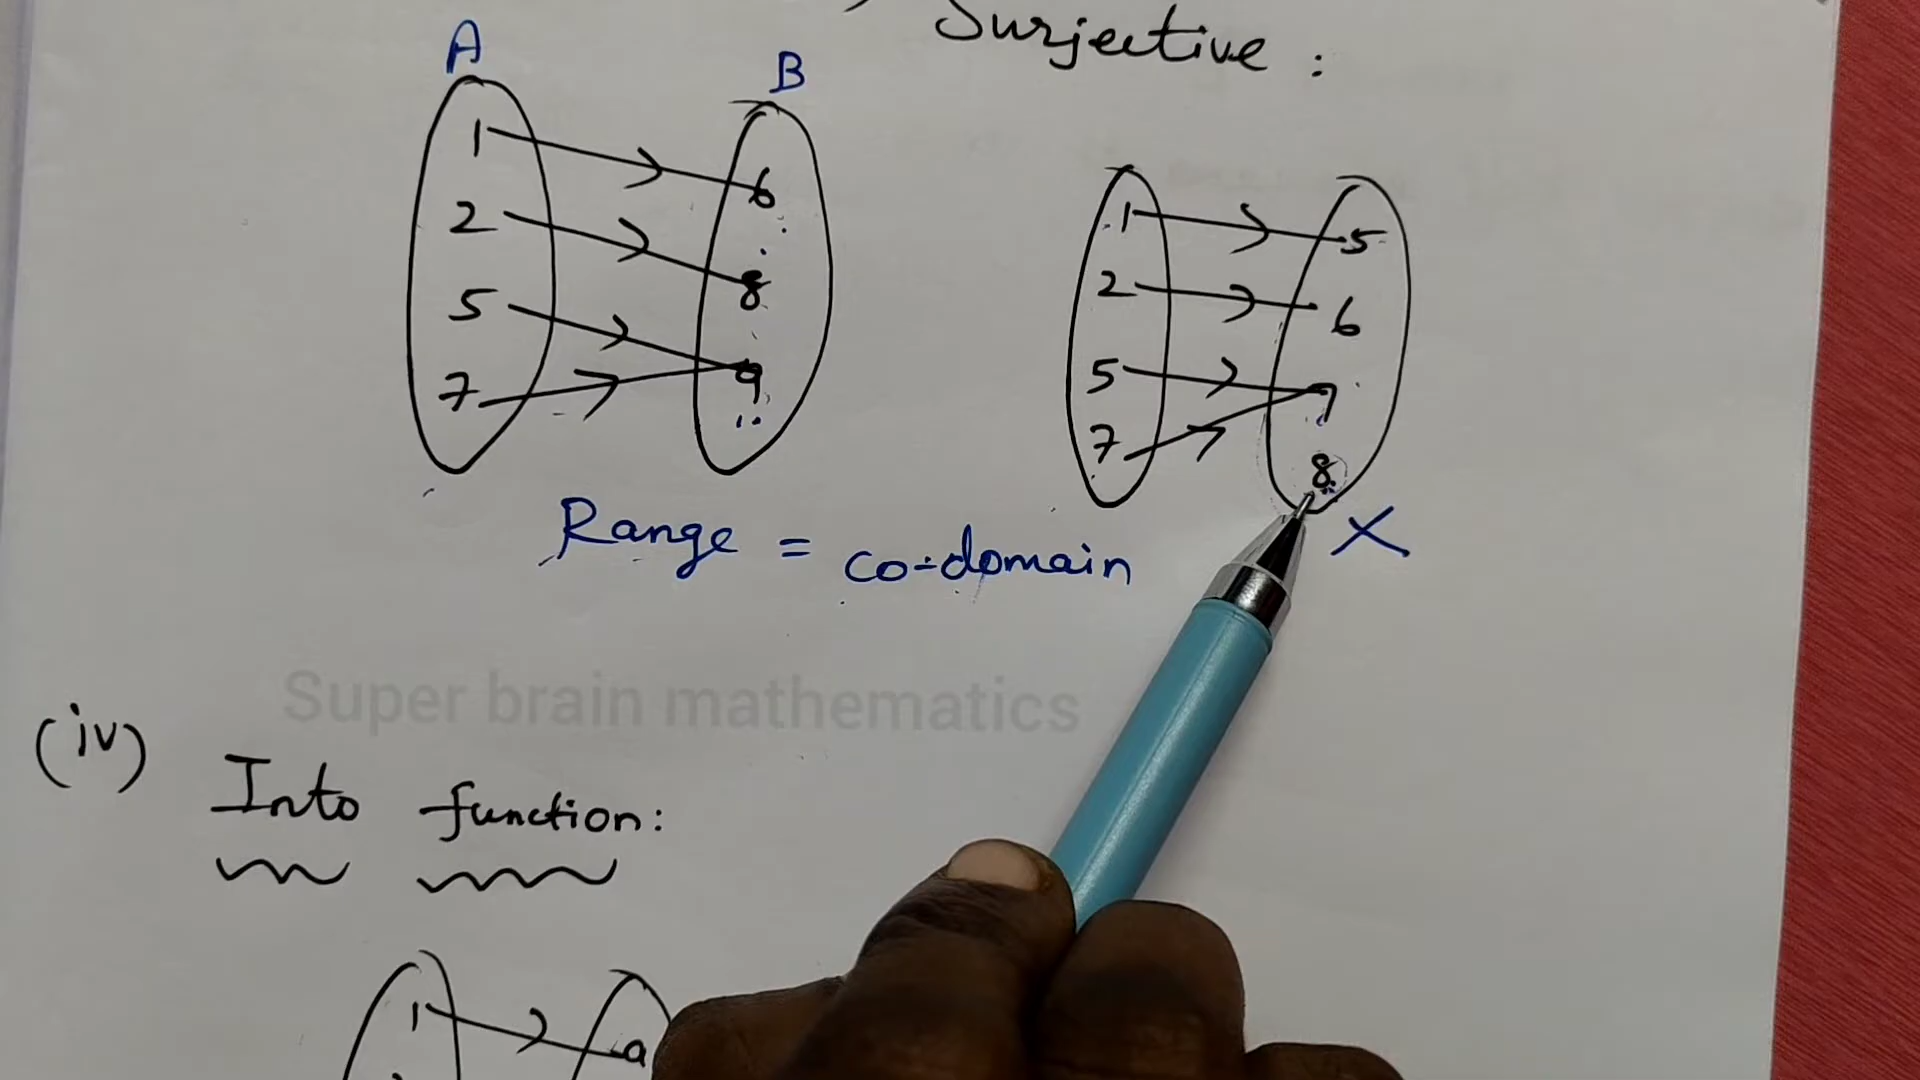 Surjective :
A
B
1
6
2
8
5
9
7
1
5
2
6
5
7
7
8
X
Range = co-domain
Super brain mathematics
(iv)
Into function:
1
a